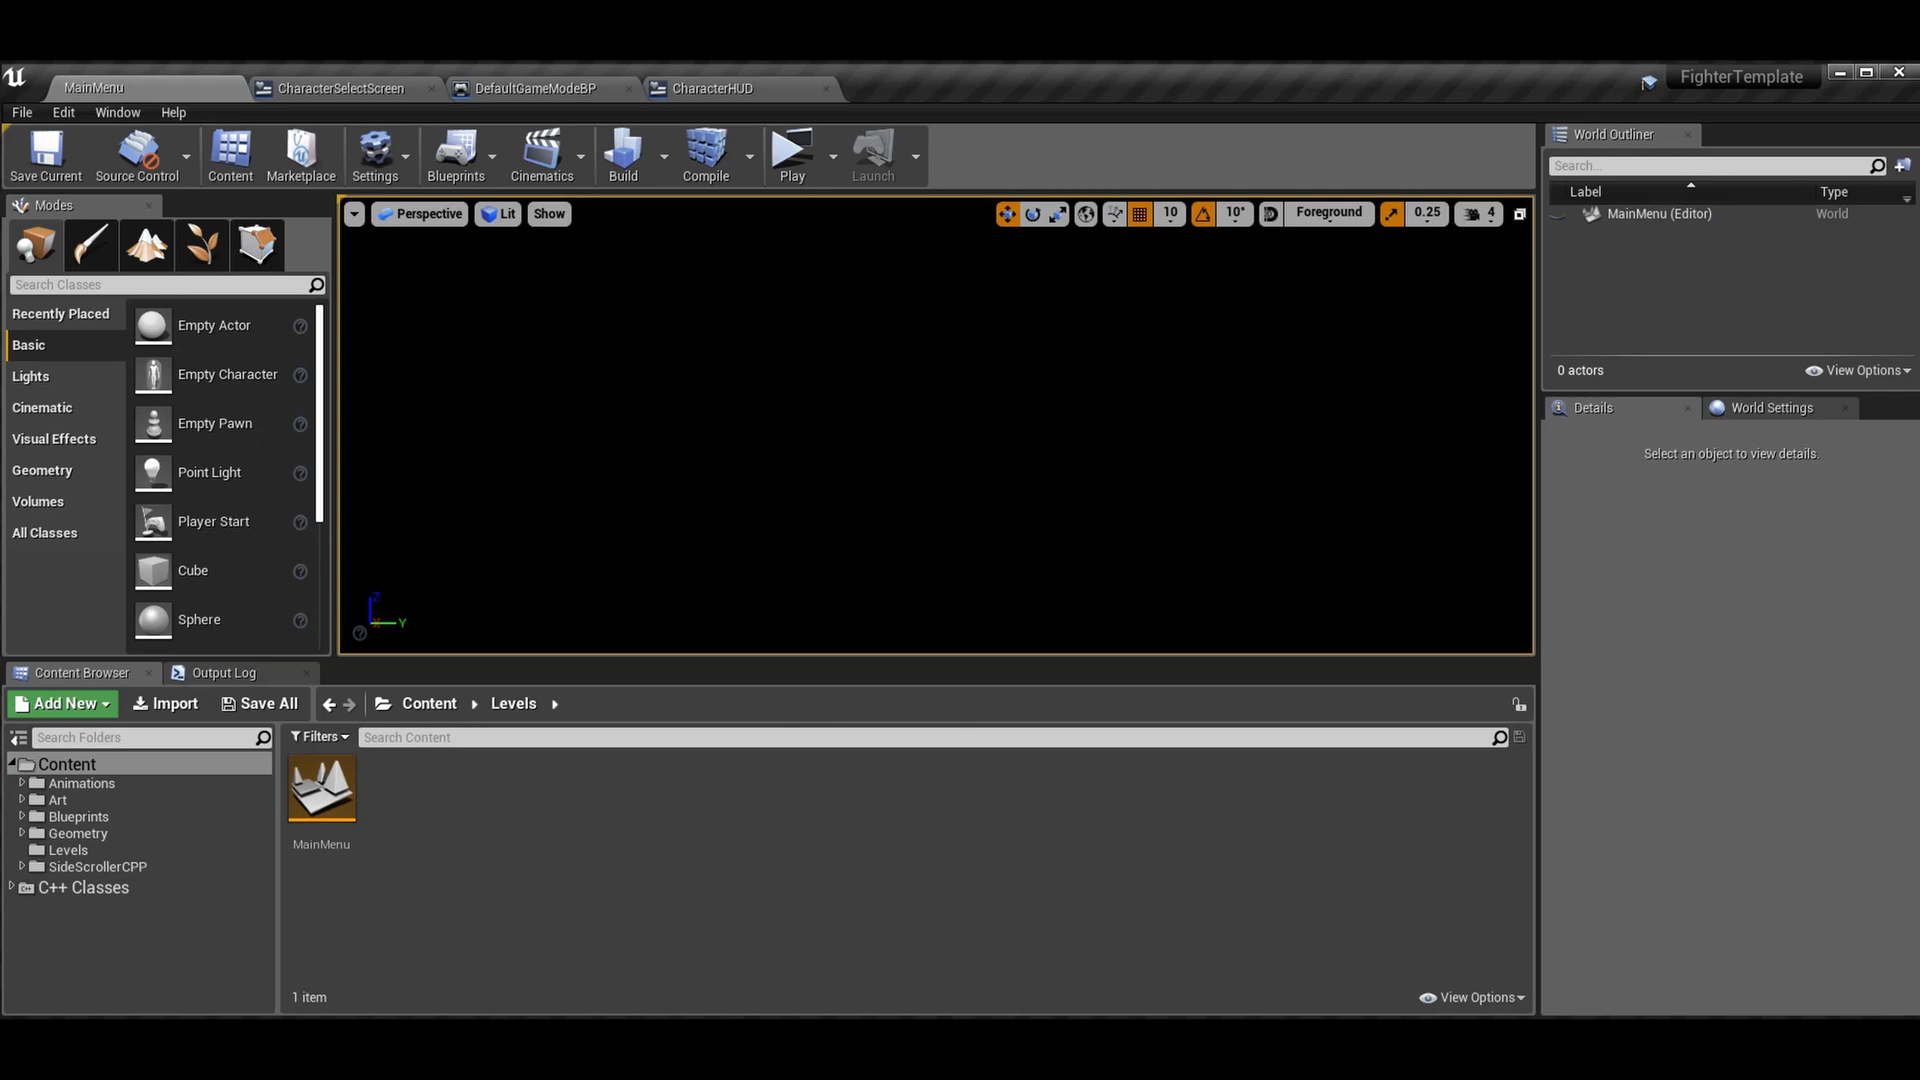 MainMenu
CharacterSelectScreen
DefaultGameModeBP
CharacterHUD
FighterTemplate
File Edit Window Help
Save Current
Source Control
Content
Marketplace
Settings
Blueprints
Cinematics
Build
Compile
Play
Launch
World Outliner
Search...
Label
Type
MainMenu (Editor)
World
0 actors
View Options
Modes
Search Classes
Recently Placed
Basic
Lights
Cinematic
Visual Effects
Geometry
Volumes
All Classes
Empty Actor
Empty Character
Empty Pawn
Point Light
Player Start
Cube
Sphere
Perspective
Lit
Show
10
10°
Foreground
0.25
4
Z
X
Y
Details
World Settings
Select an object to view details.
Content Browser
Output Log
Add New
Import
Save All
Content
Levels
Search Folders
Filters
Search Content
Content
Animations
Art
Blueprints
Geometry
Levels
SideScrollerCPP
C++ Classes
MainMenu
1 item
View Options